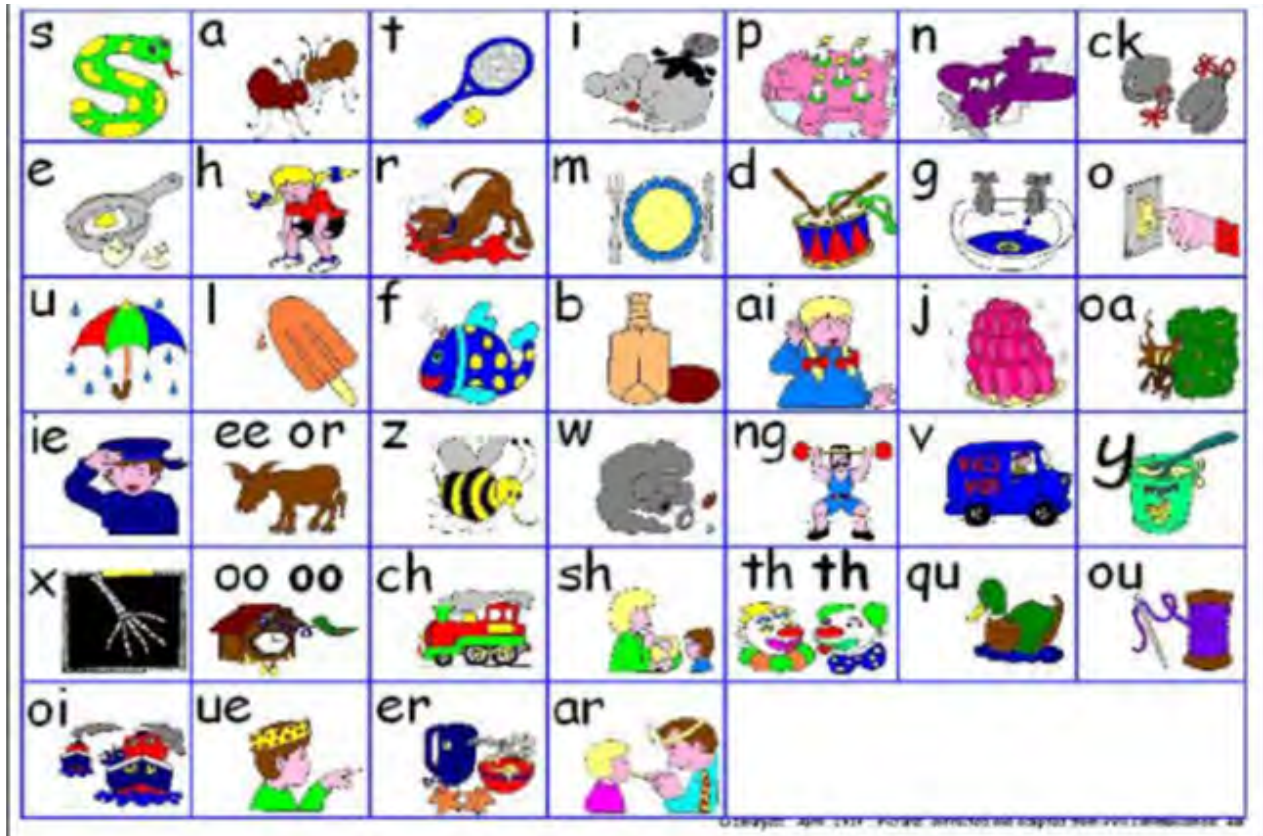 s a t i p n ck
e h r m d g o
u l f b ai j oa
ie ee or z w ng v y
x oo oo ch sh th th qu ou
oi ue er ar